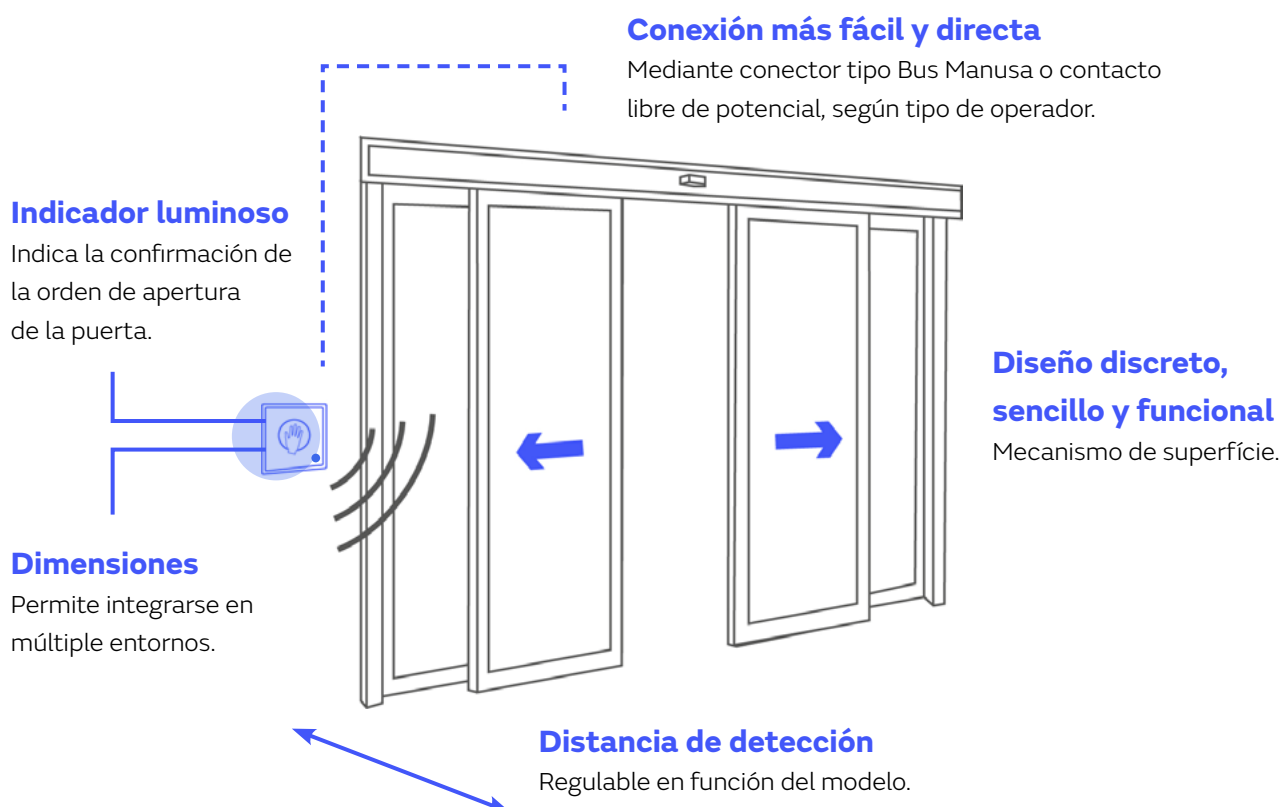 Conexión más fácil y directa
Mediante conector tipo Bus Manusa o contacto
libre de potencial, según tipo de operador.
Indicador luminoso
Indica la confirmación de
la orden de apertura
de la puerta.
Diseño discreto,
sencillo y funcional
Mecanismo de superfície.
Dimensiones
Permite integrarse en
múltiple entornos.
Distancia de detección
Regulable en función del modelo.